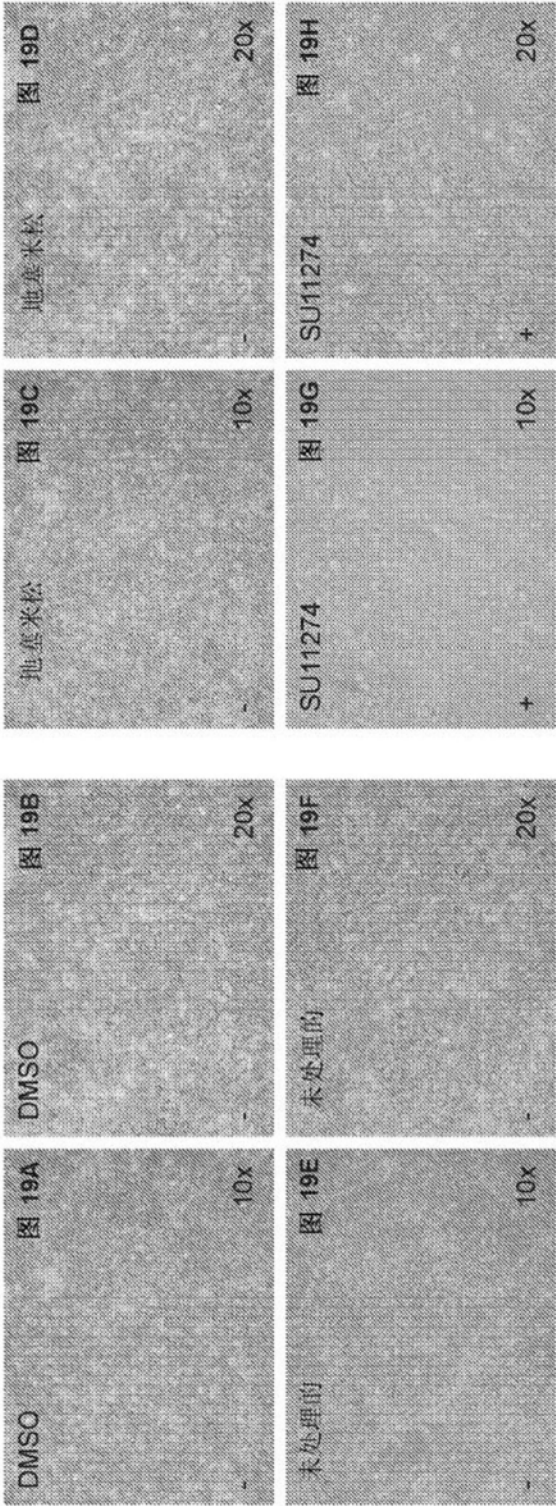 DMSO
图 19A
-
10x
DMSO
图 19B
-
20x
地塞米松
图 19C
-
10x
地塞米松
图 19D
-
20x
未处理的
图 19E
-
10x
未处理的
图 19F
-
20x
SU11274
图 19G
+
10x
SU11274
图 19H
+
20x